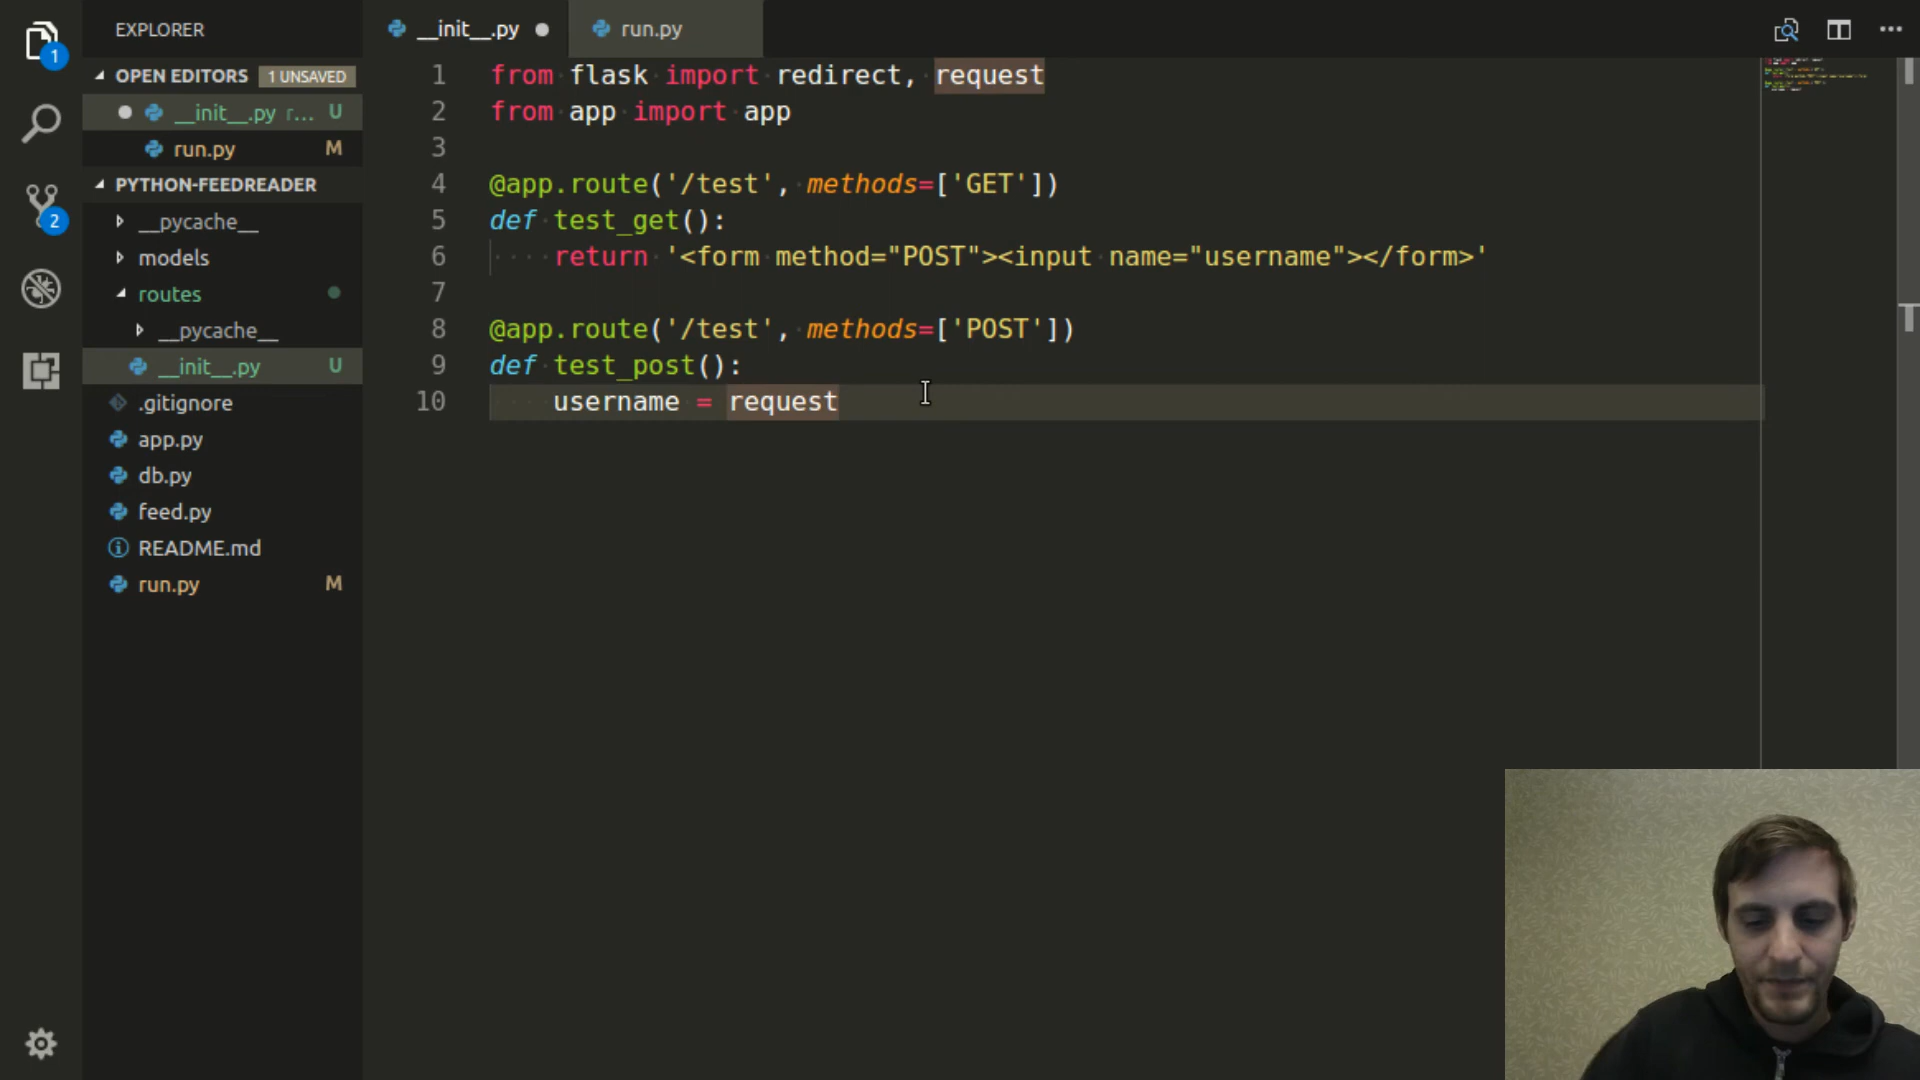 EXPLORER
OPEN EDITORS 1 UNSAVED
__init__.py r... U
run.py M
PYTHON-FEEDREADER
__pycache__
models
routes
__pycache__
__init__.py U
.gitignore
app.py
db.py
feed.py
README.md
run.py M
1
2
__init__.py
run.py
1 from flask import redirect, request
2 from app import app
3
4 @app.route('/test', methods=['GET'])
5 def test_get():
6 return '<form method="POST"><input name="username"></form>'
7
8 @app.route('/test', methods=['POST'])
9 def test_post():
10 username = request